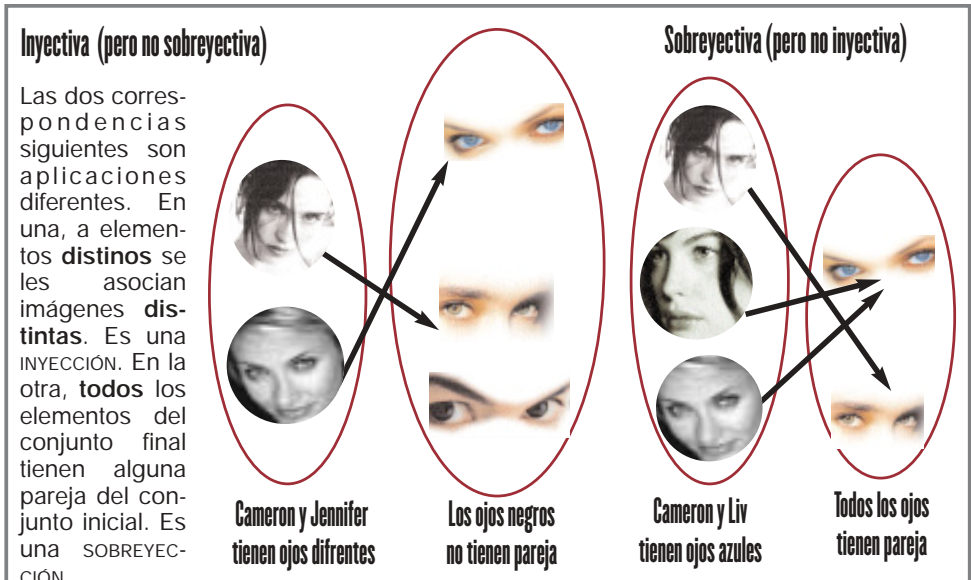 Inyectiva (pero no sobreyectiva)
Las dos corres-
pondencias
siguientes son
aplicaciones
diferentes. En
una, a elemen-
tos distinos se
les asocian
imágenes dis-
tintas. Es una
INYECCIÓN. En la
otra, todos los
elementos del
conjunto final
tienen alguna
pareja del con-
junto inicial. Es
una SOBREYEC-
CIÓN
Cameron y Jennifer
tienen ojos difrentes
Los ojos negros
no tienen pareja
Sobreyectiva (pero no inyectiva)
Cameron y Liv
tienen ojos azules
Todos los ojos
tienen pareja